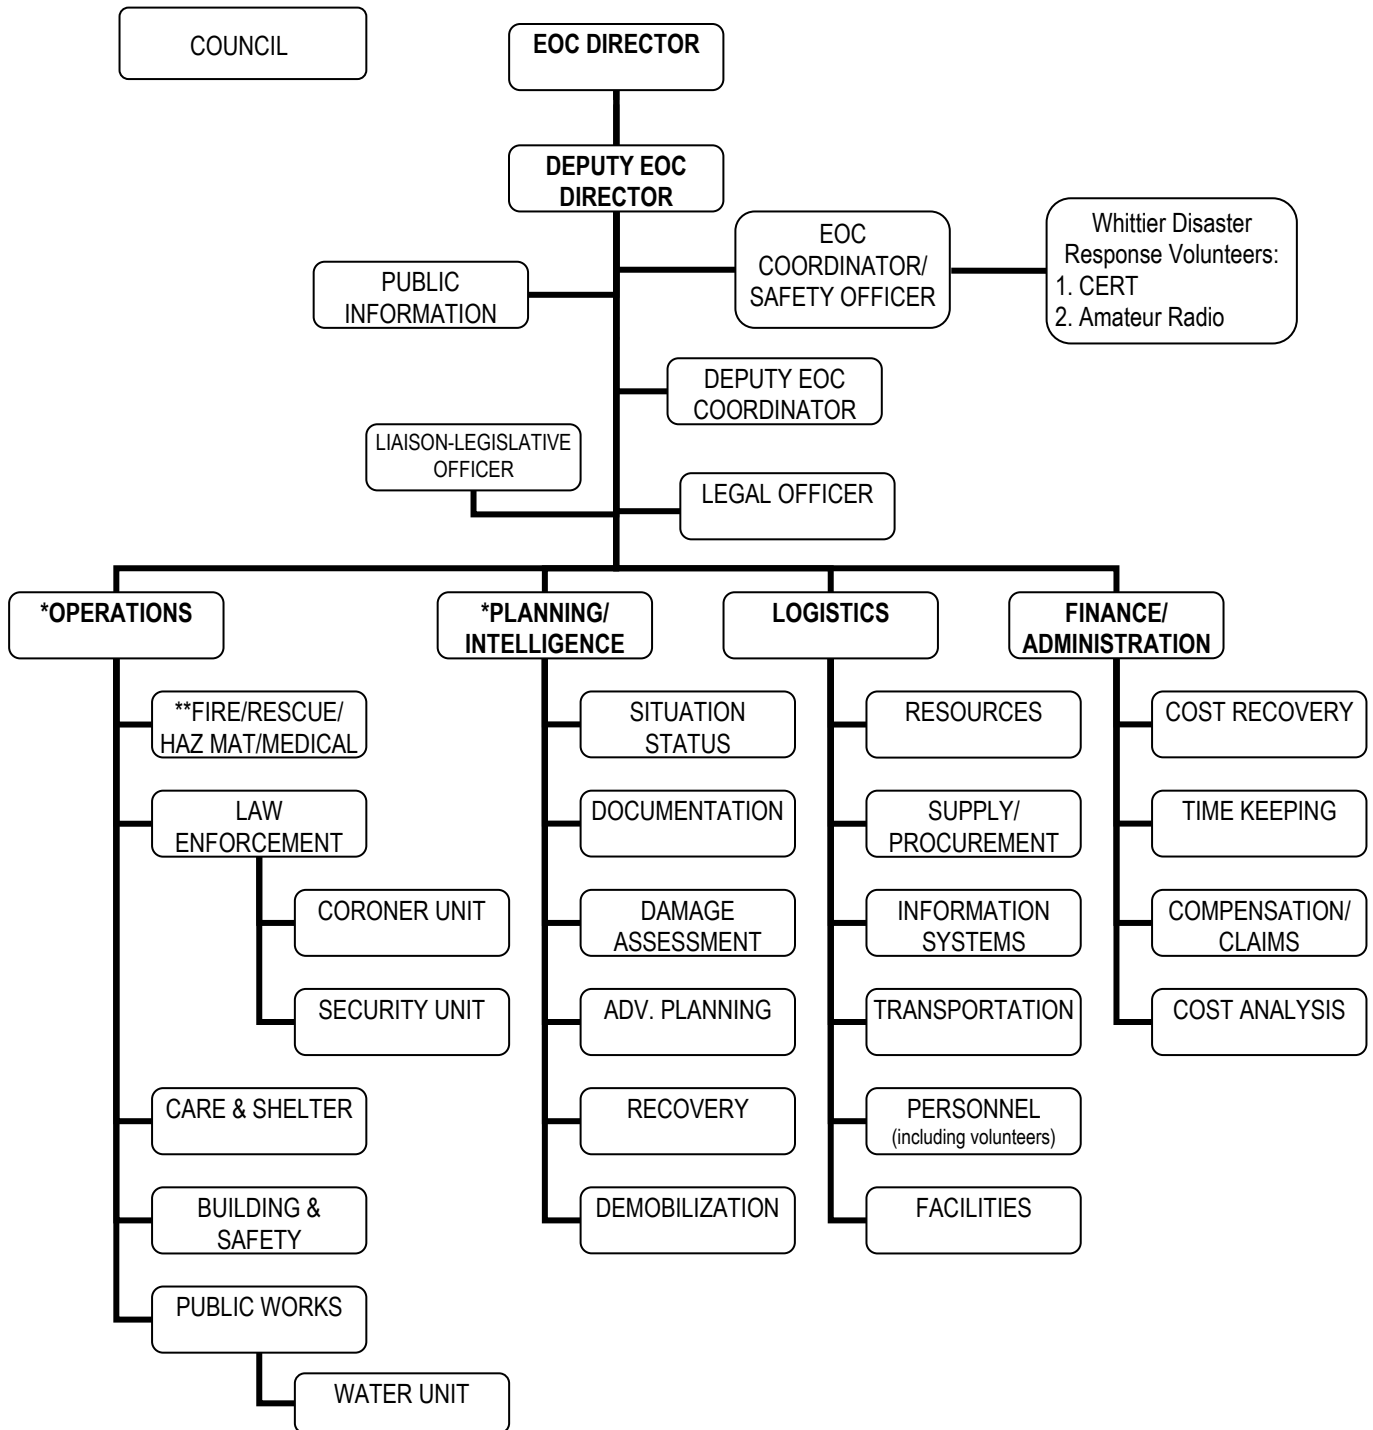 COUNCIL
EOC DIRECTOR
DEPUTY EOC
DIRECTOR
EOC
COORDINATOR/
SAFETY OFFICER
Whittier Disaster
Response Volunteers:
1. CERT
2. Amateur Radio
PUBLIC
INFORMATION
DEPUTY EOC
COORDINATOR
LIAISON-LEGISLATIVE
OFFICER
LEGAL OFFICER
*OPERATIONS
*PLANNING/
INTELLIGENCE
LOGISTICS
FINANCE/
ADMINISTRATION
**FIRE/RESCUE/
HAZ MAT/MEDICAL
LAW
ENFORCEMENT
CORONER UNIT
SECURITY UNIT
CARE & SHELTER
BUILDING &
SAFETY
PUBLIC WORKS
WATER UNIT
SITUATION
STATUS
DOCUMENTATION
DAMAGE
ASSESSMENT
ADV. PLANNING
RECOVERY
DEMOBILIZATION
RESOURCES
SUPPLY/
PROCUREMENT
INFORMATION
SYSTEMS
TRANSPORTATION
PERSONNEL
(including volunteers)
FACILITIES
COST RECOVERY
TIME KEEPING
COMPENSATION/
CLAIMS
COST ANALYSIS